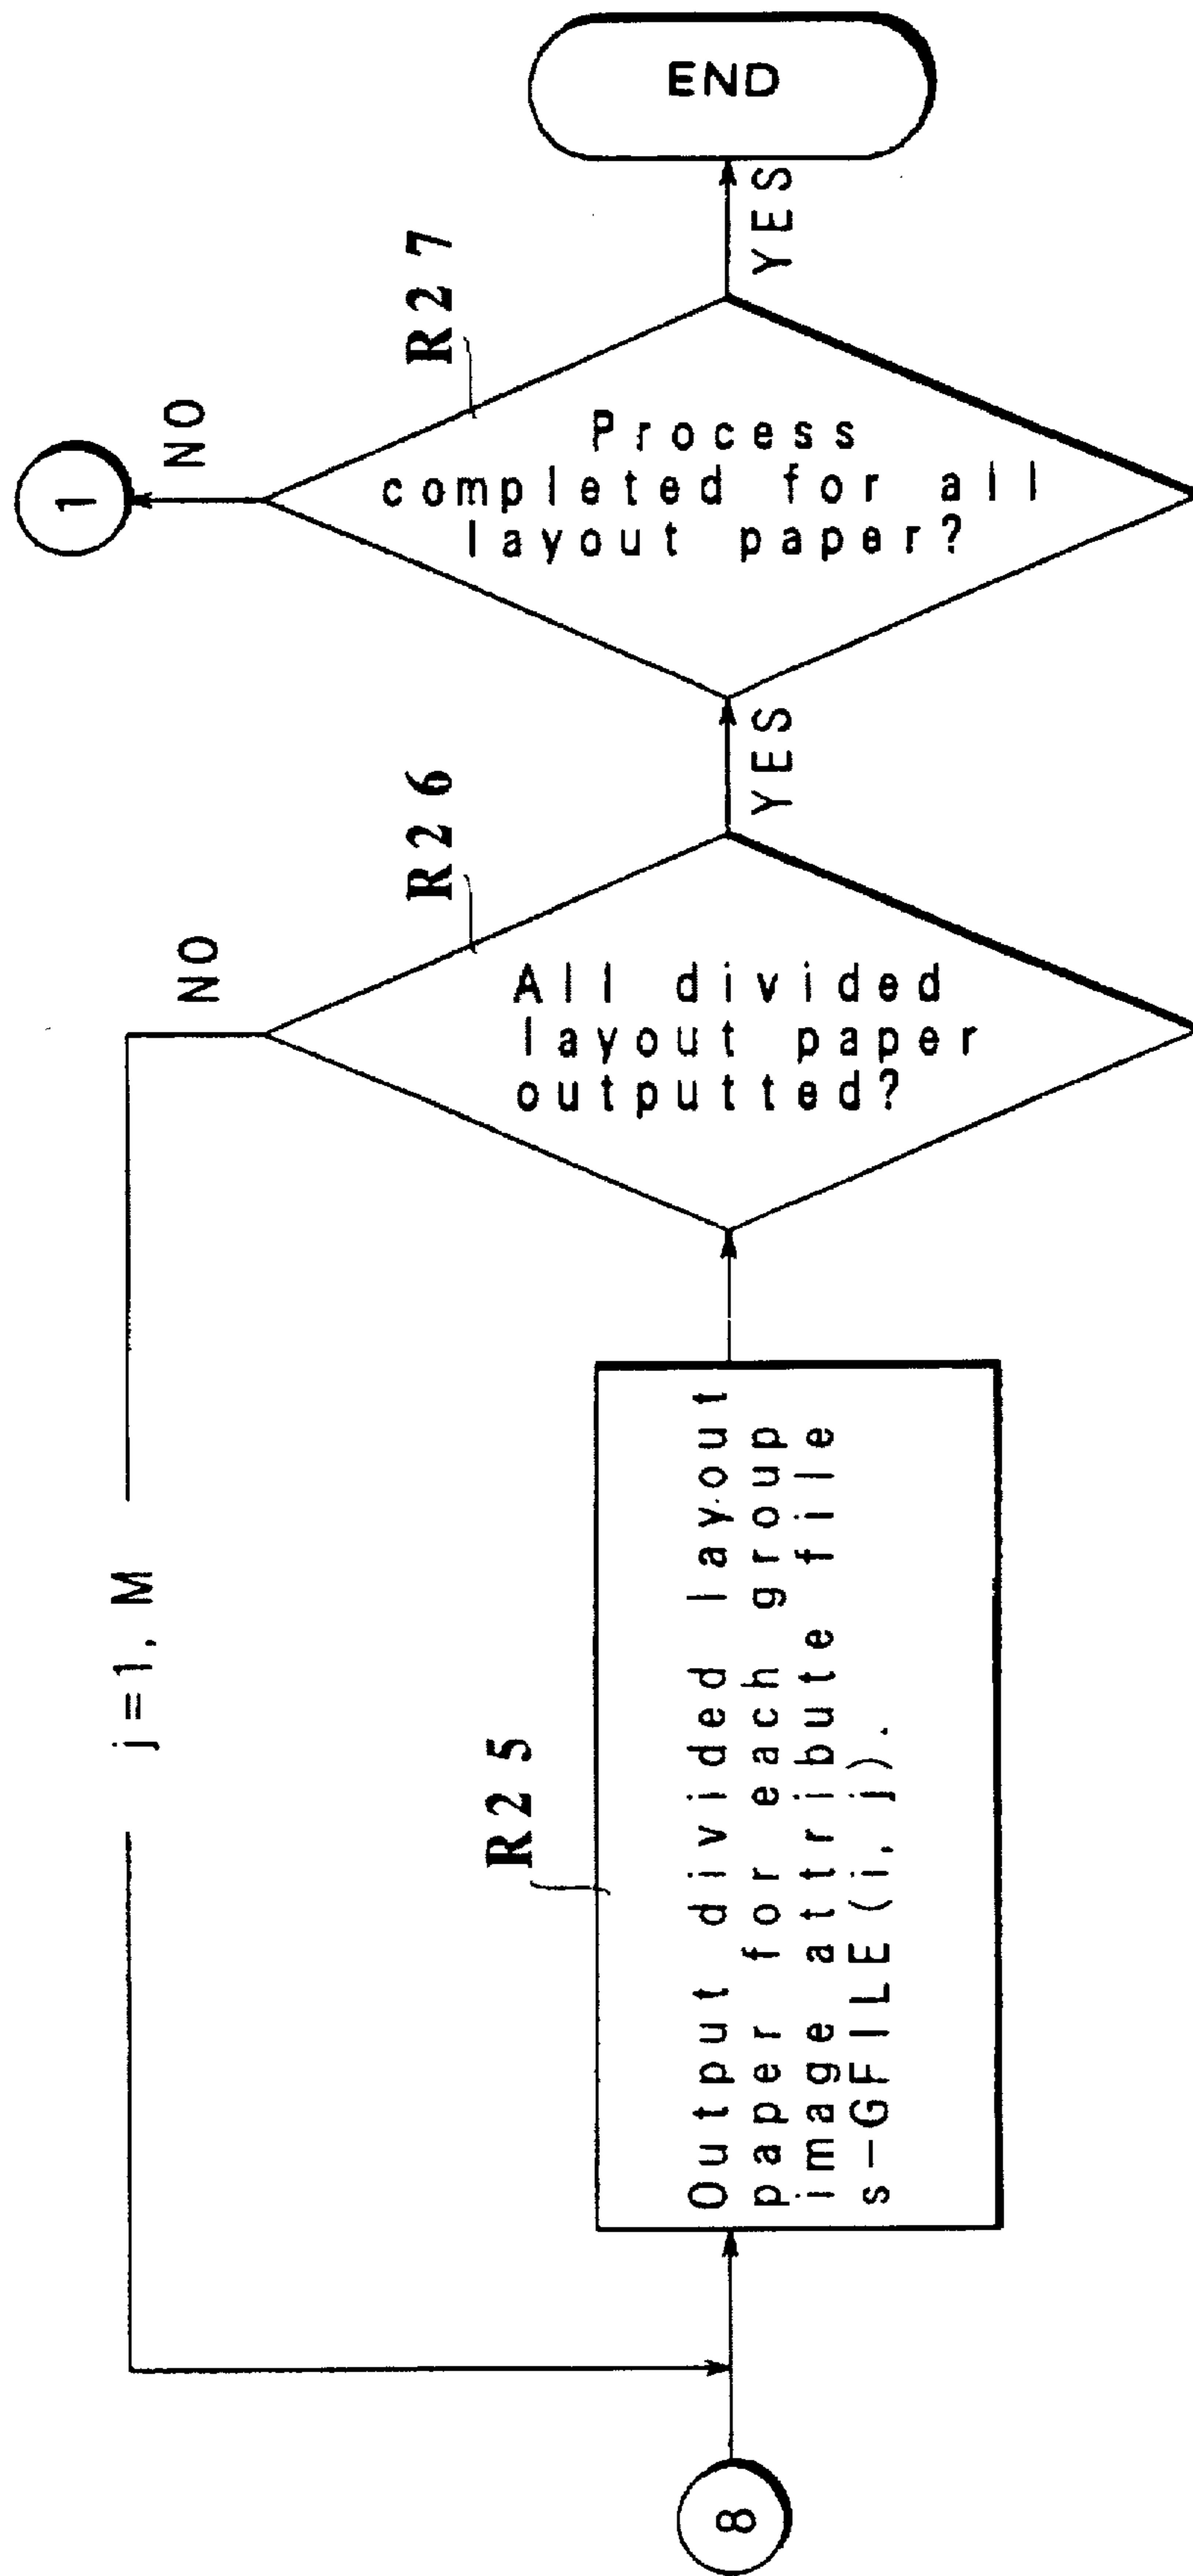 8
j=1, M
R25
Output divided layout
paper for each group
image attribute file
s-GFILE(i, j).
NO
R26
All divided
layout paper
outputted?
YES
1
NO
R27
Process
completed for all
layout paper?
YES
END